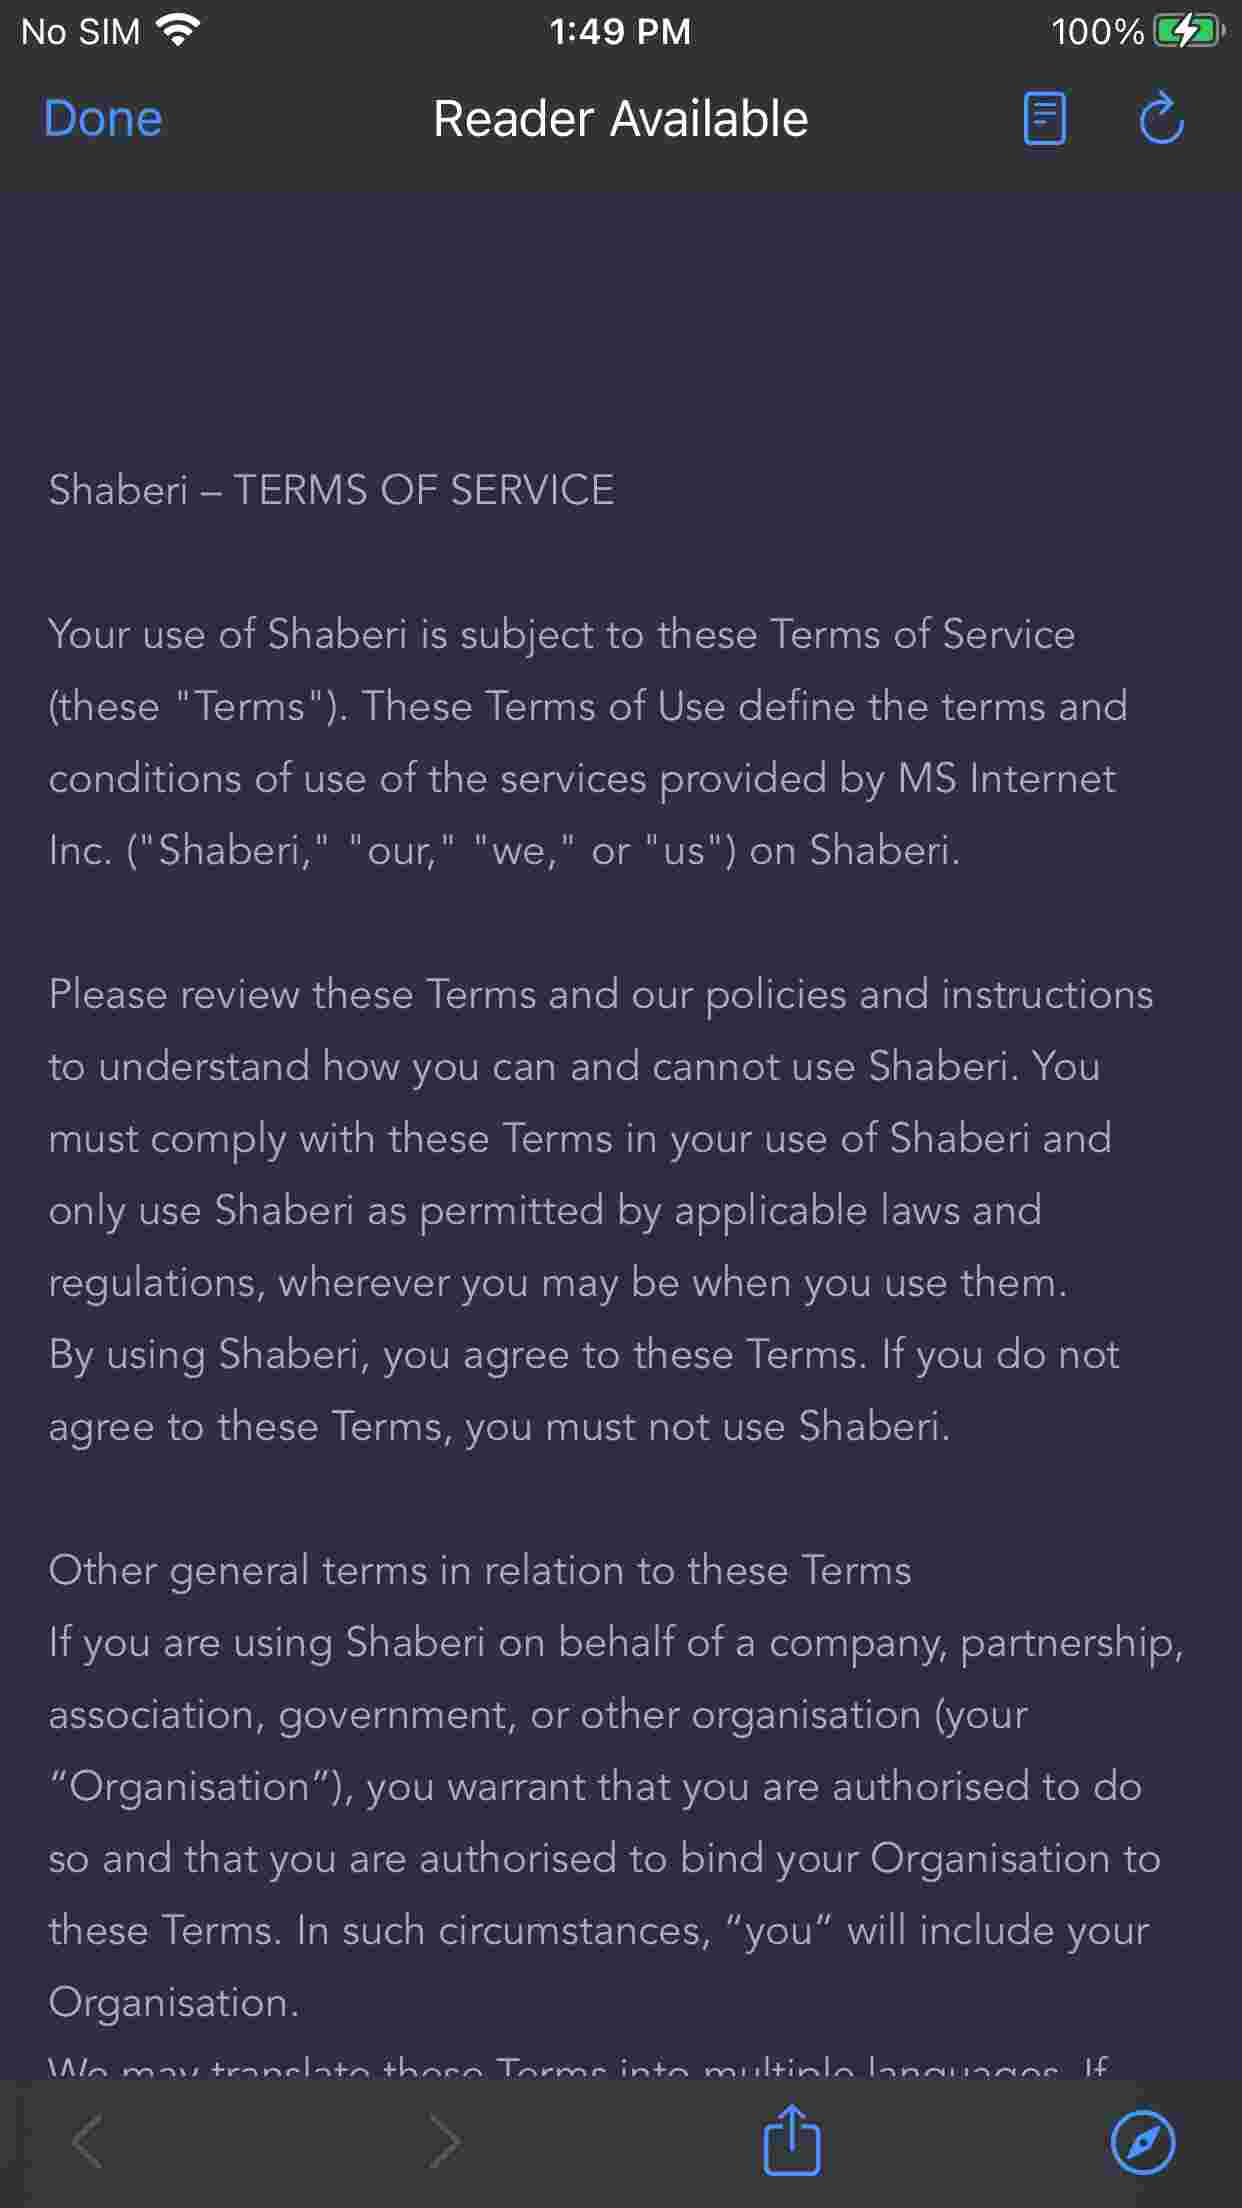 No SIM 1:49 PM 100%
Done Reader Available
Shaberi – TERMS OF SERVICE
Your use of Shaberi is subject to these Terms of Service
(these "Terms"). These Terms of Use define the terms and
conditions of use of the services provided by MS Internet
Inc. ("Shaberi," "our," "we," or "us") on Shaberi.
Please review these Terms and our policies and instructions
to understand how you can and cannot use Shaberi. You
must comply with these Terms in your use of Shaberi and
only use Shaberi as permitted by applicable laws and
regulations, wherever you may be when you use them.
By using Shaberi, you agree to these Terms. If you do not
agree to these Terms, you must not use Shaberi.
Other general terms in relation to these Terms
If you are using Shaberi on behalf of a company, partnership,
association, government, or other organisation (your
“Organisation”), you warrant that you are authorised to do
so and that you are authorised to bind your Organisation to
these Terms. In such circumstances, “you” will include your
Organisation.
We may translate these Terms into multiple languages. If